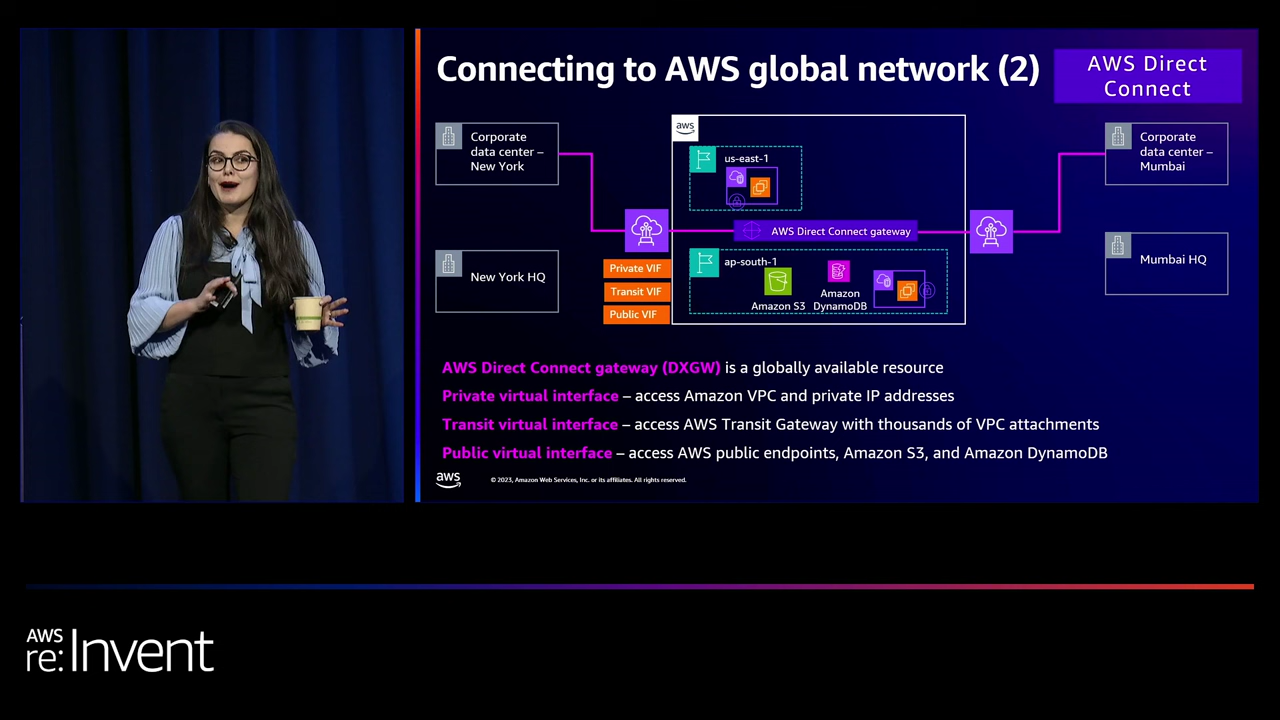 Connecting to AWS global network (2)
AWS Direct
Connect
Corporate
data center –
New York
aws
us-east-1
Corporate
data center –
Mumbai
AWS Direct Connect gateway
New York HQ
Private VIF
Transit VIF
Public VIF
ap-south-1
Amazon S3
Amazon
DynamoDB
Mumbai HQ
AWS Direct Connect gateway (DXGW) is a globally available resource
Private virtual interface – access Amazon VPC and private IP addresses
Transit virtual interface – access AWS Transit Gateway with thousands of VPC attachments
Public virtual interface – access AWS public endpoints, Amazon S3, and Amazon DynamoDB
aws
© 2023, Amazon Web Services, Inc. or its affiliates. All rights reserved.
AWS
re:Invent